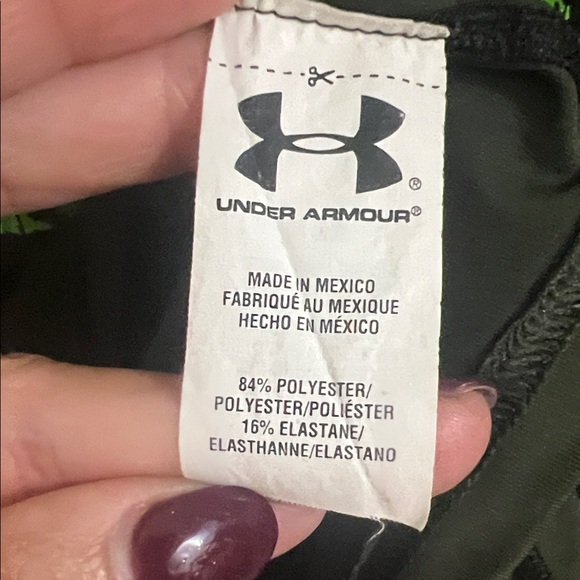 UNDER ARMOUR®
MADE IN MEXICO
FABRIQUÉ AU MEXIQUE
HECHO EN MÉXICO
84% POLYESTER/
POLYESTER/POLIÉSTER
16% ELASTANE/
ELASTHANNE/ELASTANO